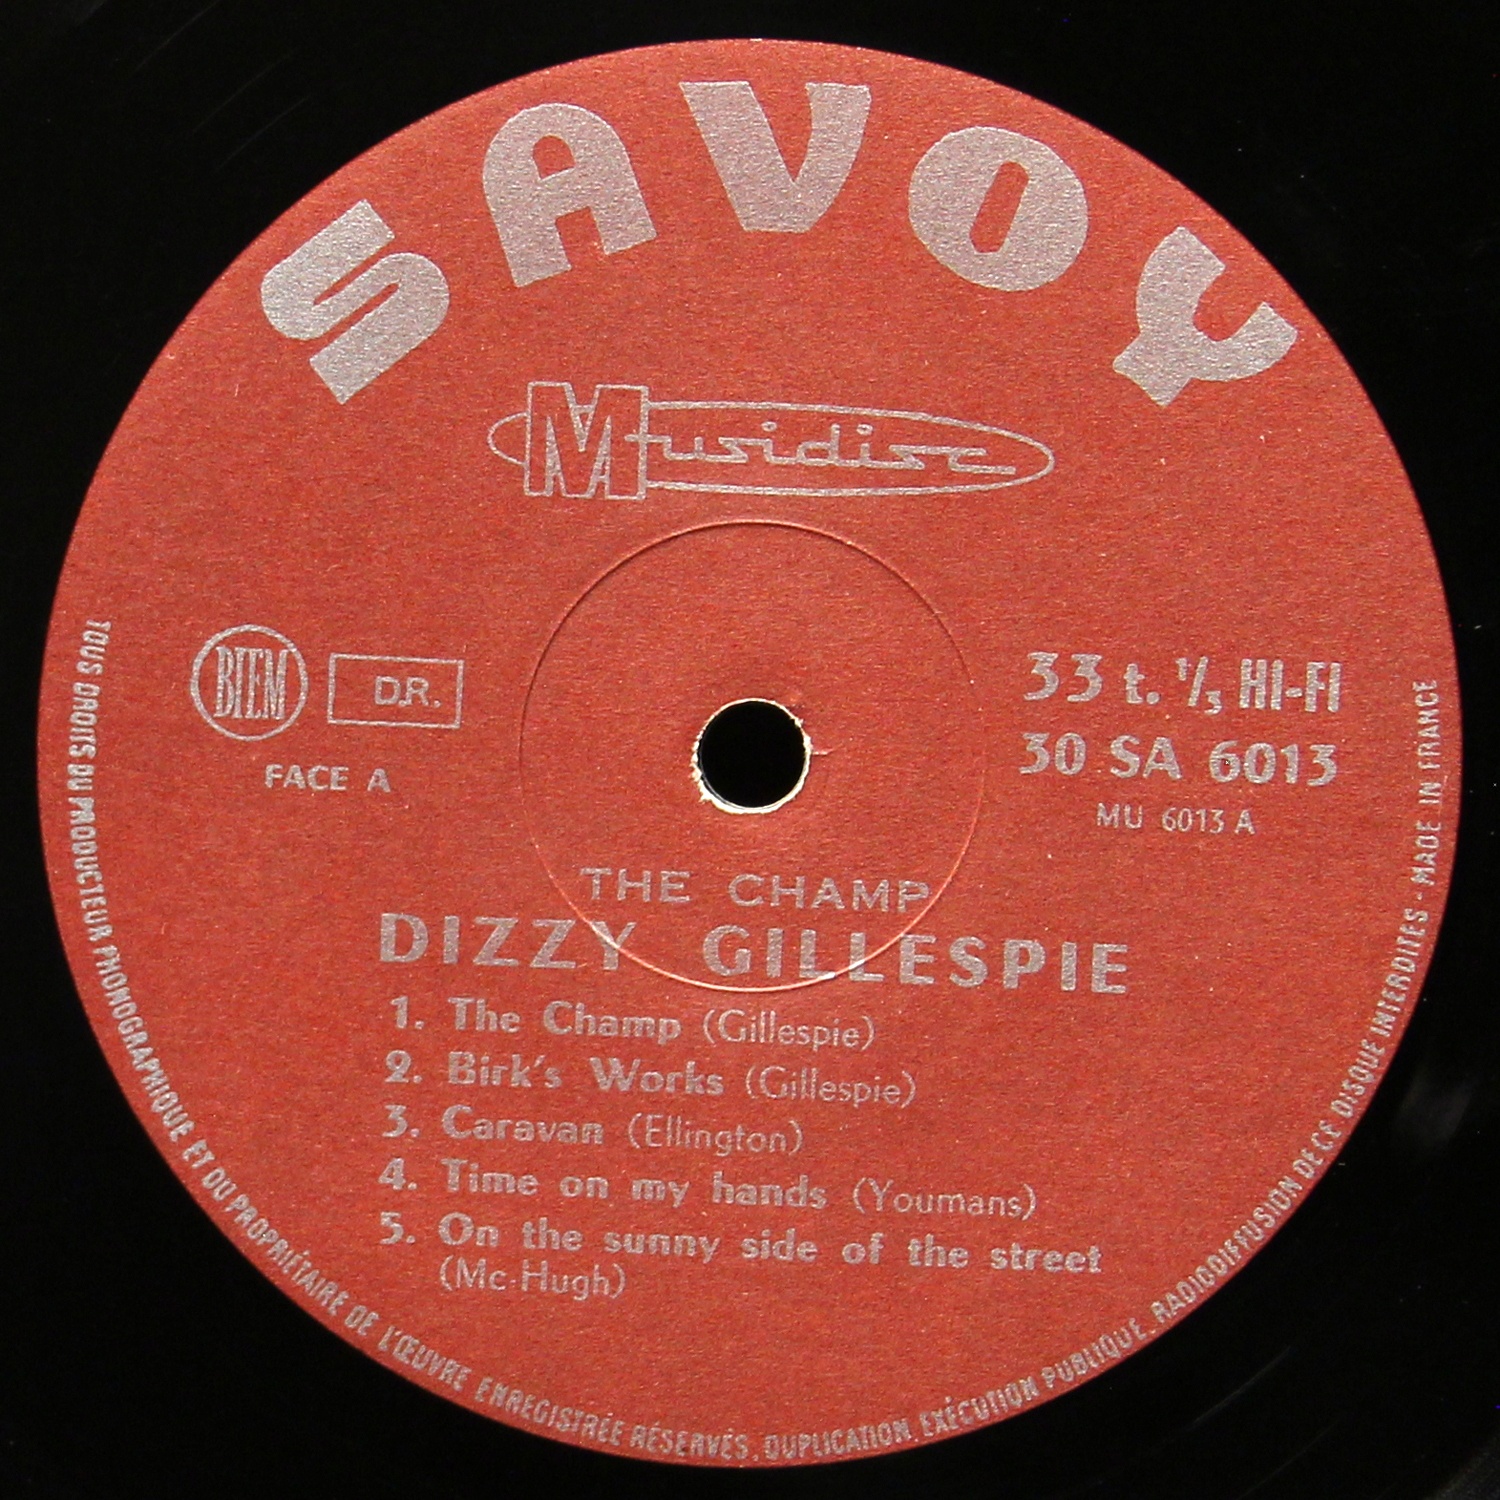 SAVOY
Musidisc
BIEM
D.R.
FACE A
33 t. 1/3 HI-FI
30 SA 6013
MU 6013 A
THE CHAMP
DIZZY GILLESPIE
1. The Champ (Gillespie)
2. Birk's Works (Gillespie)
3. Caravan (Ellington)
4. Time on my hands (Youmans)
5. On the sunny side of the street
(Mc-Hugh)
TOUS DROITS DU PRODUCTEUR PHONOGRAPHIQUE ET DU PROPRIÉTAIRE DE L'ŒUVRE ENREGISTRÉE RÉSERVÉS. DUPLICATION. EXÉCUTION PUBLIQUE. RADIODIFFUSION DE CE DISQUE INTERDITES - MADE IN FRANCE